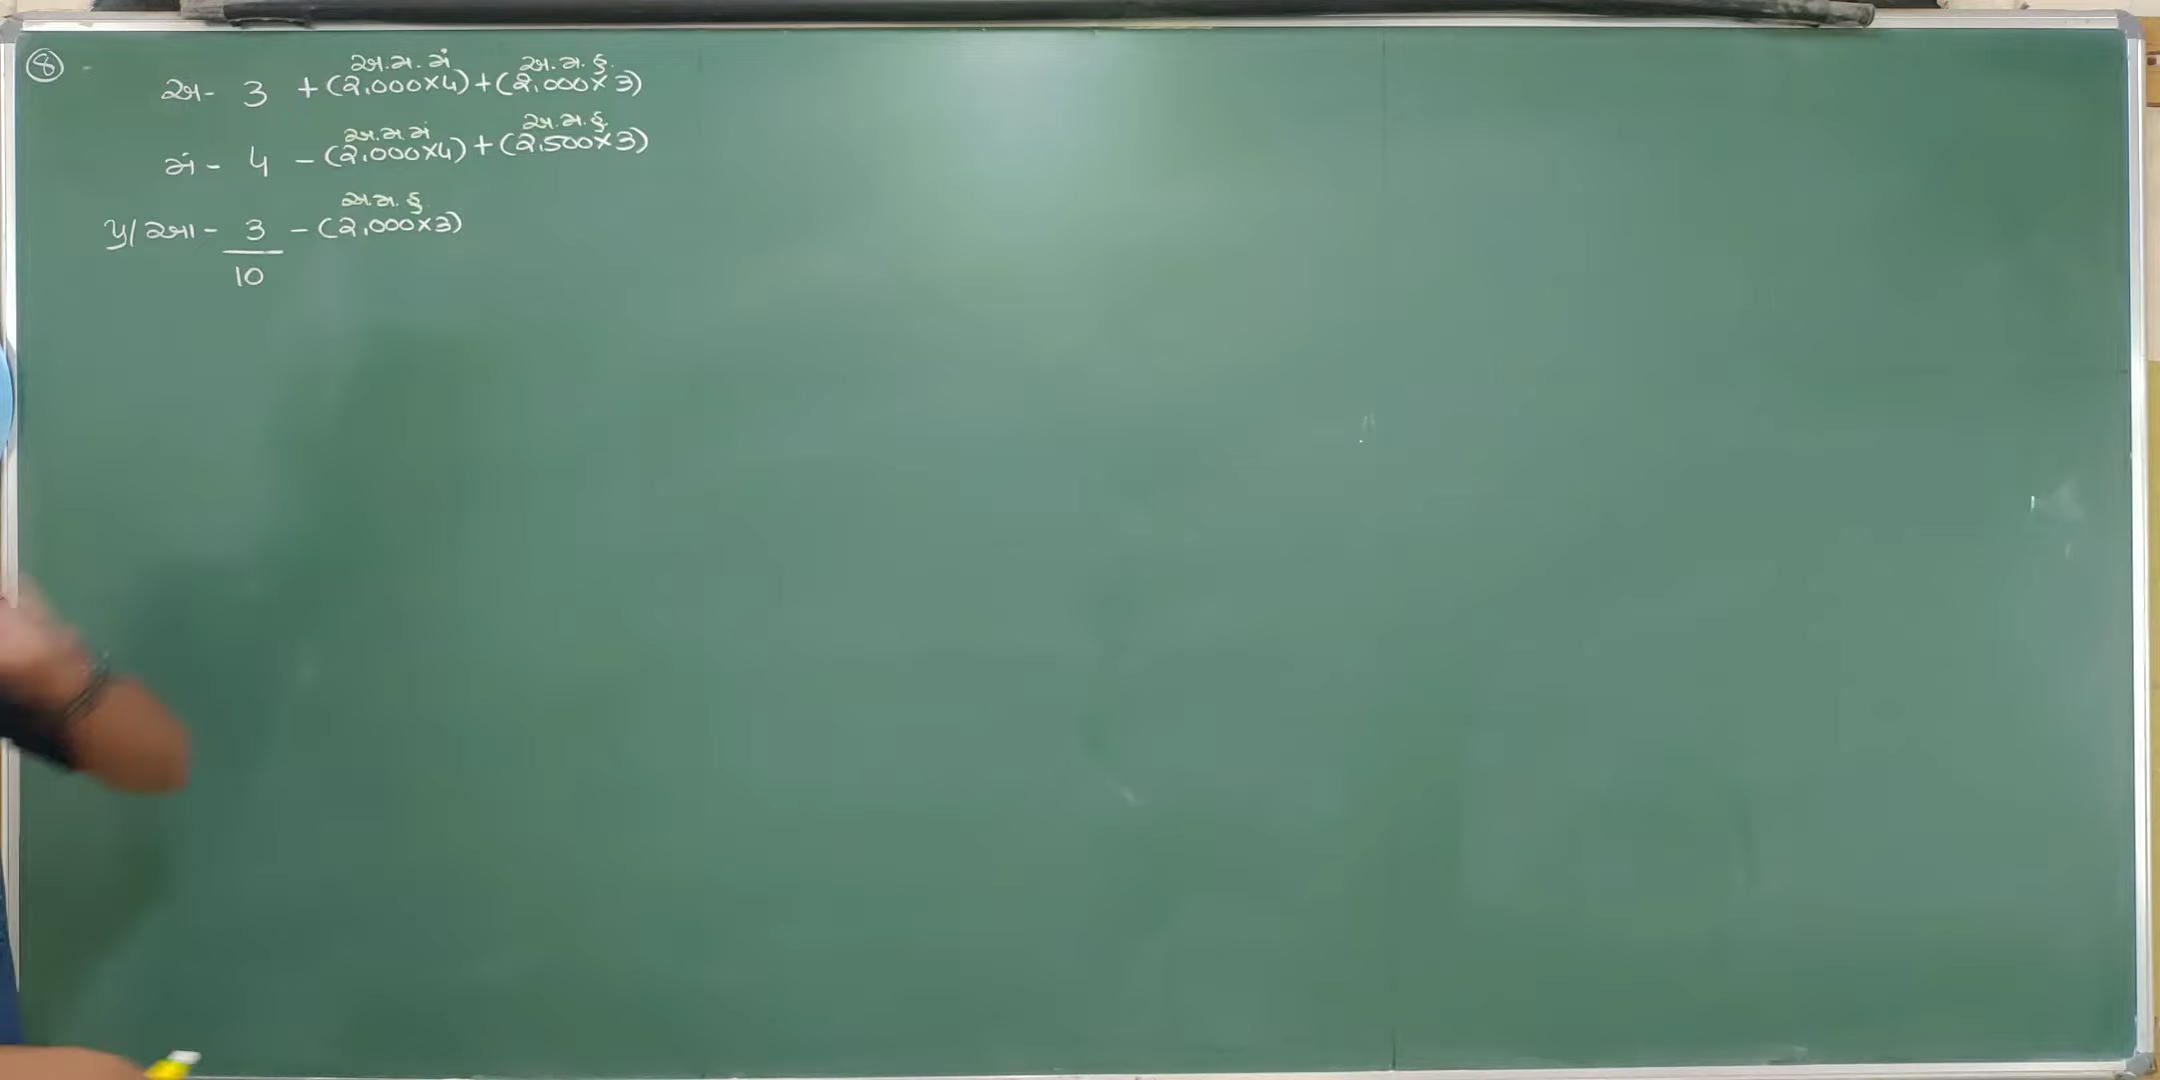 ⑧
અ.મ. મં અ.મ. ફુ.
અ- 3 +(2,000×4)+(2,000×3)
અ.મ.મં અ.મ. ફુ.
મં - 4 -(2,000×4)+(2,500×3)
અ.મ. ફુ
પ/આ - 3 -(2,000×3)
10